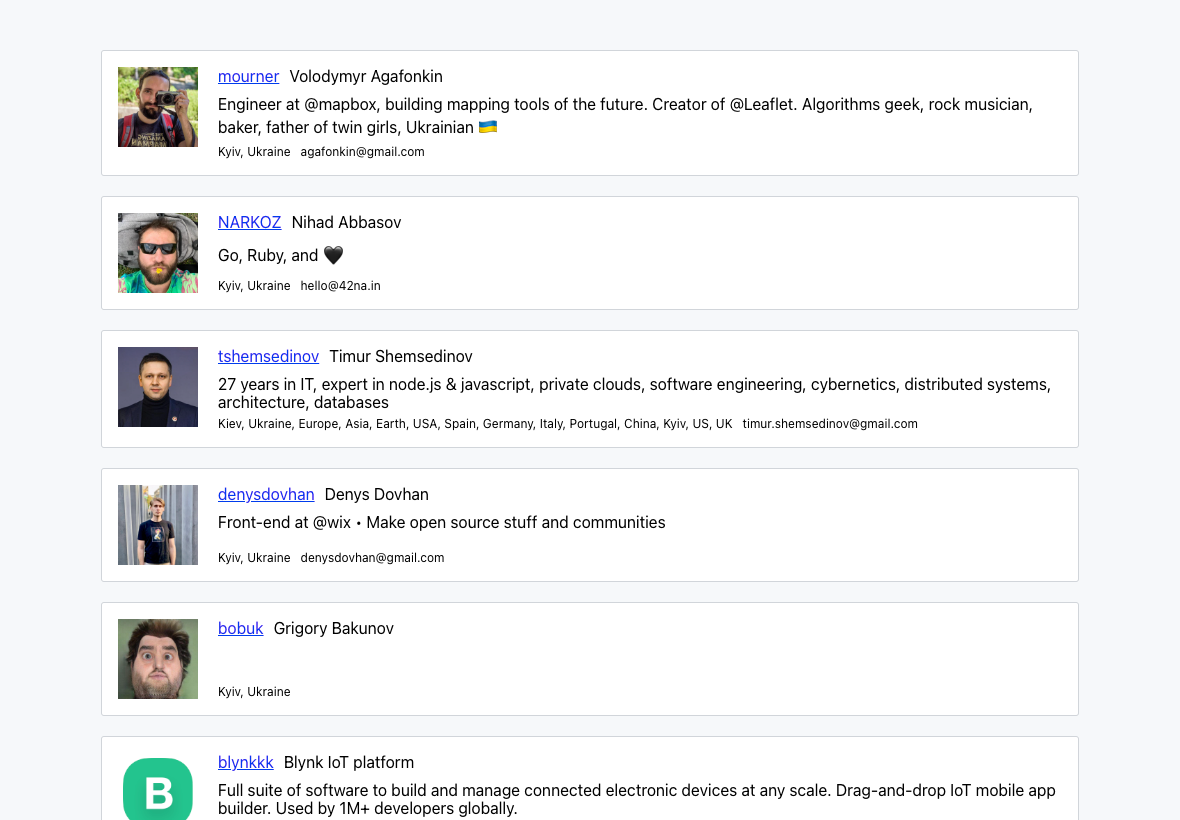 mourner Volodymyr Agafonkin
Engineer at @mapbox, building mapping tools of the future. Creator of @Leaflet. Algorithms geek, rock musician,
baker, father of twin girls, Ukrainian 🇺🇦
Kyiv, Ukraine agafonkin@gmail.com
NARKOZ Nihad Abbasov
Go, Ruby, and 🖤
Kyiv, Ukraine hello@42na.in
tshemsedinov Timur Shemsedinov
27 years in IT, expert in node.js & javascript, private clouds, software engineering, cybernetics, distributed systems,
architecture, databases
Kiev, Ukraine, Europe, Asia, Earth, USA, Spain, Germany, Italy, Portugal, China, Kyiv, US, UK timur.shemsedinov@gmail.com
denysdovhan Denys Dovhan
Front-end at @wix • Make open source stuff and communities
Kyiv, Ukraine denysdovhan@gmail.com
bobuk Grigory Bakunov
Kyiv, Ukraine
B
blynkkk Blynk IoT platform
Full suite of software to build and manage connected electronic devices at any scale. Drag-and-drop IoT mobile app
builder. Used by 1M+ developers globally.